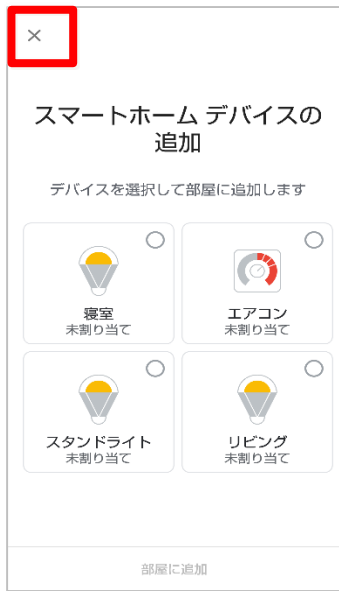 ×
スマートホーム デバイスの
追加
デバイスを選択して部屋に追加します
寝室
未割り当て
エアコン
未割り当て
スタンドライト
未割り当て
リビング
未割り当て
部屋に追加